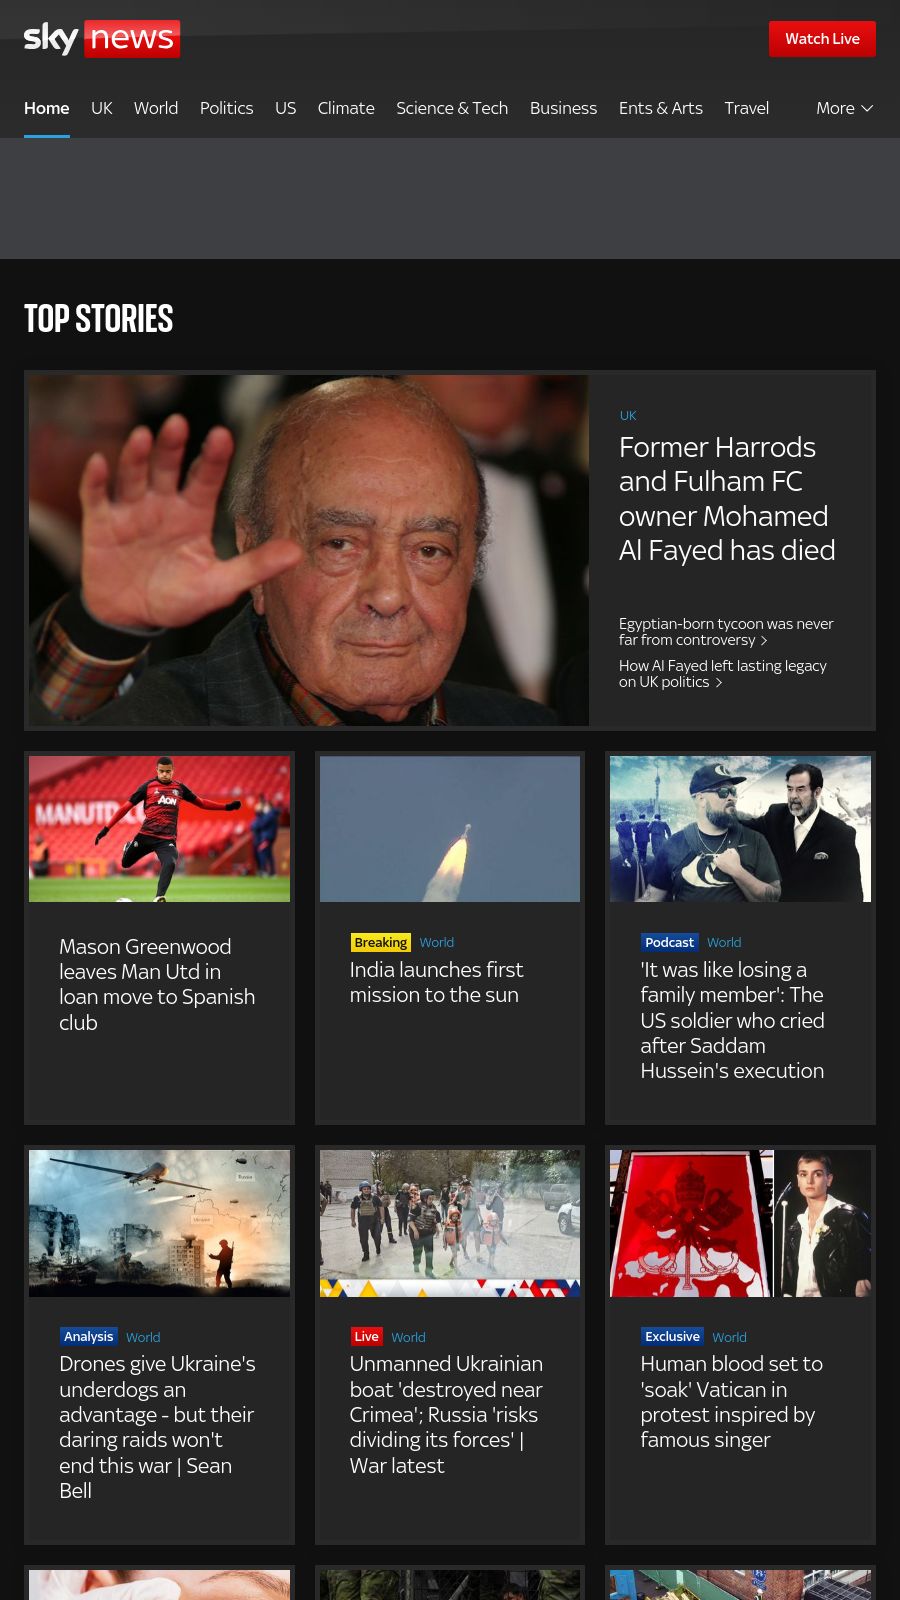 sky news
Watch Live
Home UK World Politics US Climate Science & Tech Business Ents & Arts Travel More
TOP STORIES
UK
Former Harrods
and Fulham FC
owner Mohamed
Al Fayed has died
Egyptian-born tycoon was never
far from controversy
How Al Fayed left lasting legacy
on UK politics
MANUTD
AON
Mason Greenwood
leaves Man Utd in
loan move to Spanish
club
Breaking World
India launches first
mission to the sun
Podcast World
'It was like losing a
family member': The
US soldier who cried
after Saddam
Hussein's execution
Russia
Ukraine
Analysis World
Drones give Ukraine's
underdogs an
advantage - but their
daring raids won't
end this war | Sean
Bell
Live World
Unmanned Ukrainian
boat 'destroyed near
Crimea'; Russia 'risks
dividing its forces' |
War latest
Exclusive World
Human blood set to
'soak' Vatican in
protest inspired by
famous singer